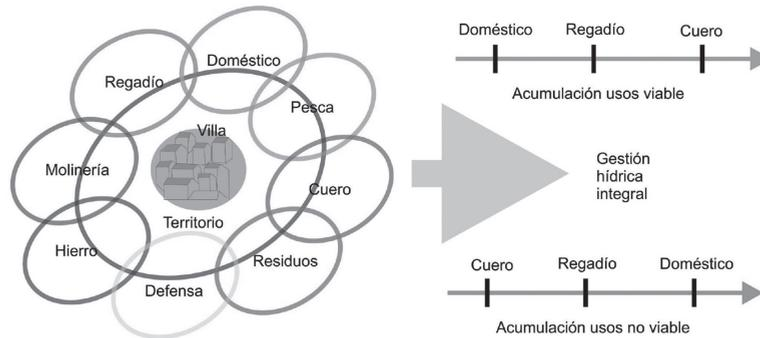 Doméstico
Regadío
Pesca
Villa
Molinería
Cuero
Territorio
Hierro
Residuos
Defensa
Doméstico Regadío Cuero
Acumulación usos viable
Gestión
hídrica
integral
Cuero Regadío Doméstico
Acumulación usos no viable